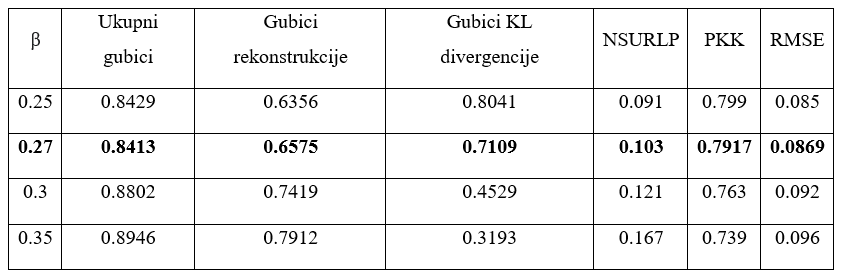 β Ukupni gubici Gubici rekonstrukcije Gubici KL divergencije NSURLP PKK RMSE
0.25 0.8429 0.6356 0.8041 0.091 0.799 0.085
0.27 0.8413 0.6575 0.7109 0.103 0.7917 0.0869
0.3 0.8802 0.7419 0.4529 0.121 0.763 0.092
0.35 0.8946 0.7912 0.3193 0.167 0.739 0.096